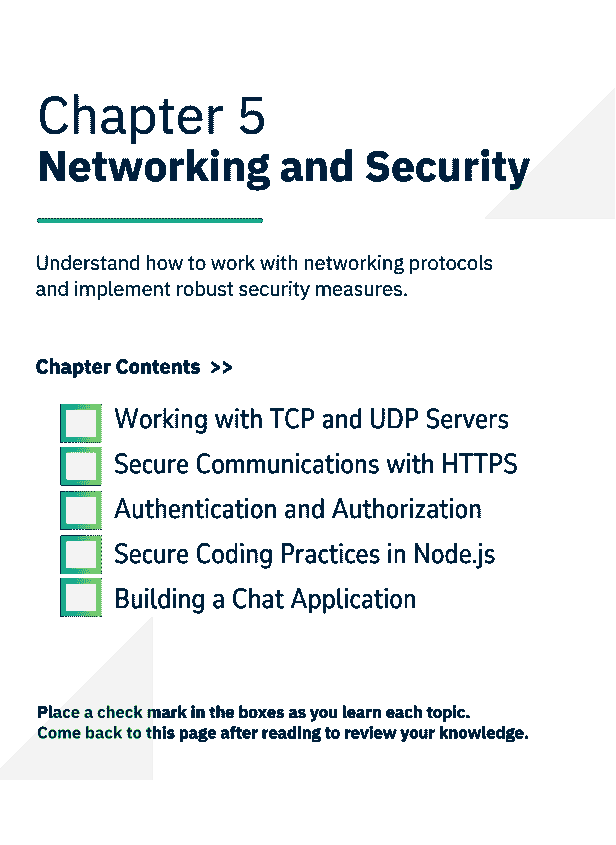 Chapter 5
Networking and Security
Understand how to work with networking protocols
and implement robust security measures.
Chapter Contents >>
Working with TCP and UDP Servers
Secure Communications with HTTPS
Authentication and Authorization
Secure Coding Practices in Node.js
Building a Chat Application
Place a check mark in the boxes as you learn each topic.
Come back to this page after reading to review your knowledge.